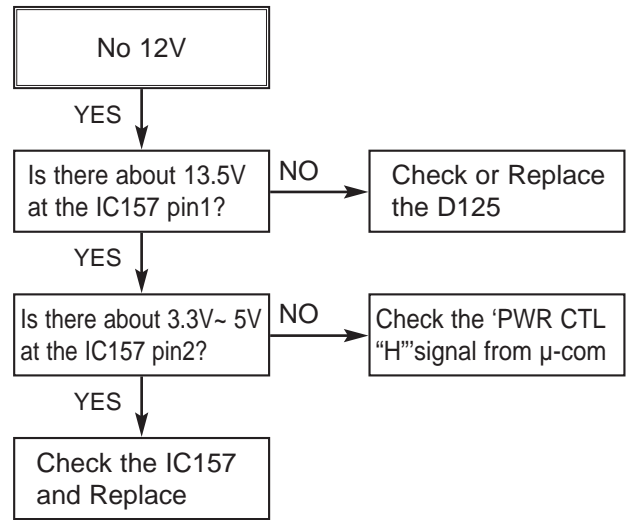 No 12V
YES
Is there about 13.5V
at the IC157 pin1?
NO
Check or Replace
the D125
YES
Is there about 3.3V~ 5V
at the IC157 pin2?
NO
Check the ‘PWR CTL
“H”’signal from µ-com
YES
Check the IC157
and Replace